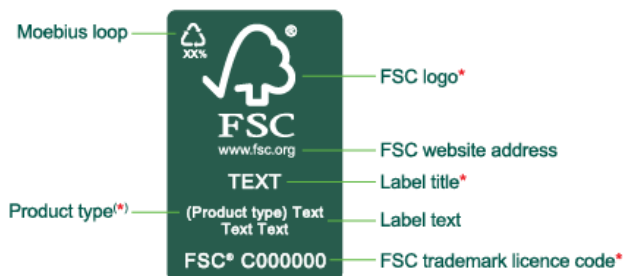 Moebius loop
XX%
®
FSC logo*
FSC
www.fsc.org
FSC website address
TEXT
Label title*
Product type(*)
(Product type) Text
Text Text
Label text
FSC® C000000
FSC trademark licence code*